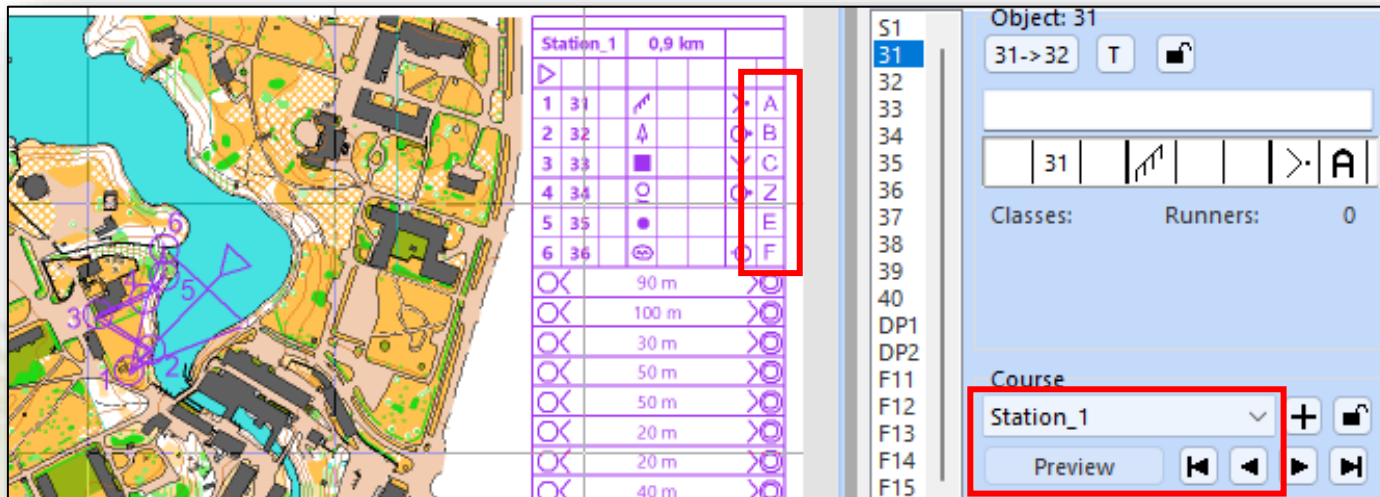 Station_1 0,9 km
1 31 A
2 32 B
3 33 C
4 34 Z
5 35 E
6 36 F
90 m
100 m
30 m
50 m
50 m
20 m
20 m
40 m
6
5
4
3
2
1
S1
31
32
33
34
35
36
37
38
39
40
DP1
DP2
F11
F12
F13
F14
F15
Object: 31
31->32 T
31 A
Classes: Runners: 0
Course
Station_1
Preview